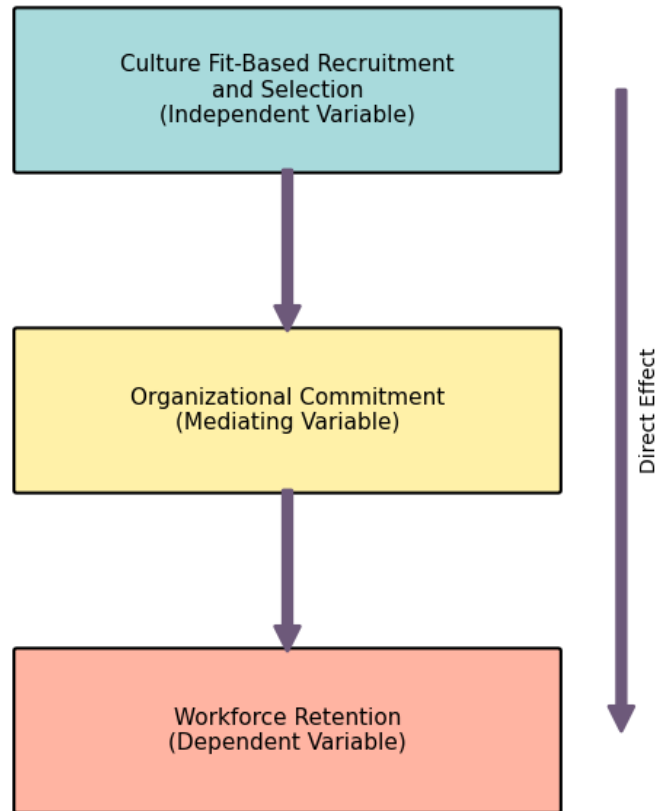 Culture Fit-Based Recruitment
and Selection
(Independent Variable)
Organizational Commitment
(Mediating Variable)
Direct Effect
Workforce Retention
(Dependent Variable)